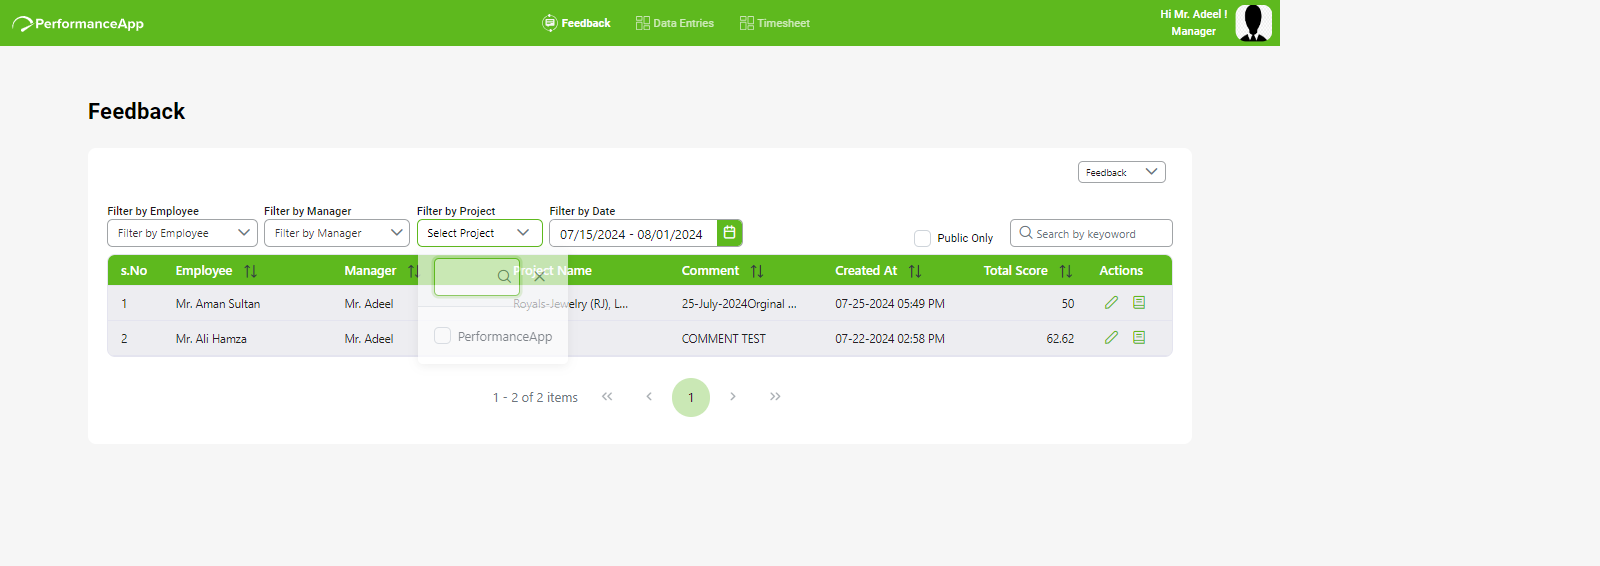 PerformanceApp
Feedback
Data Entries
Timesheet
Hi Mr. Adeel !
Manager
Feedback
Feedback
Filter by Employee
Filter by Manager
Filter by Project
Filter by Date
Filter by Employee
Filter by Manager
Select Project
07/15/2024 - 08/01/2024
Public Only
Search by keyoword
s.No Employee Manager Project Name Comment Created At Total Score Actions
1 Mr. Aman Sultan Mr. Adeel Royals-Jewelry (RJ), L... 25-July-2024Orginal ... 07-25-2024 05:49 PM 50
2 Mr. Ali Hamza Mr. Adeel PerformanceApp COMMENT TEST 07-22-2024 02:58 PM 62.62
1 - 2 of 2 items
1